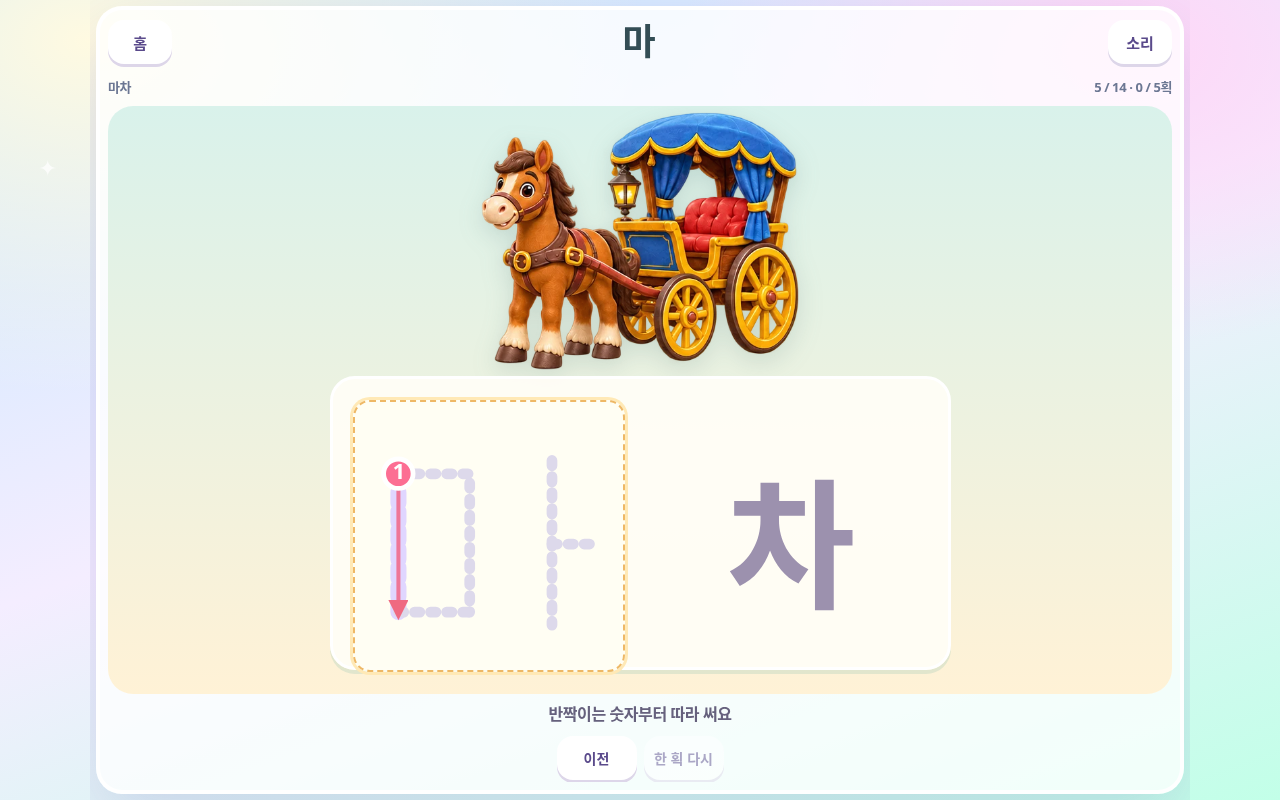 홈
마
소리
마차
5 / 14 · 0 / 5획
1
마 차
반짝이는 숫자부터 따라 써요
이전
한 획 다시